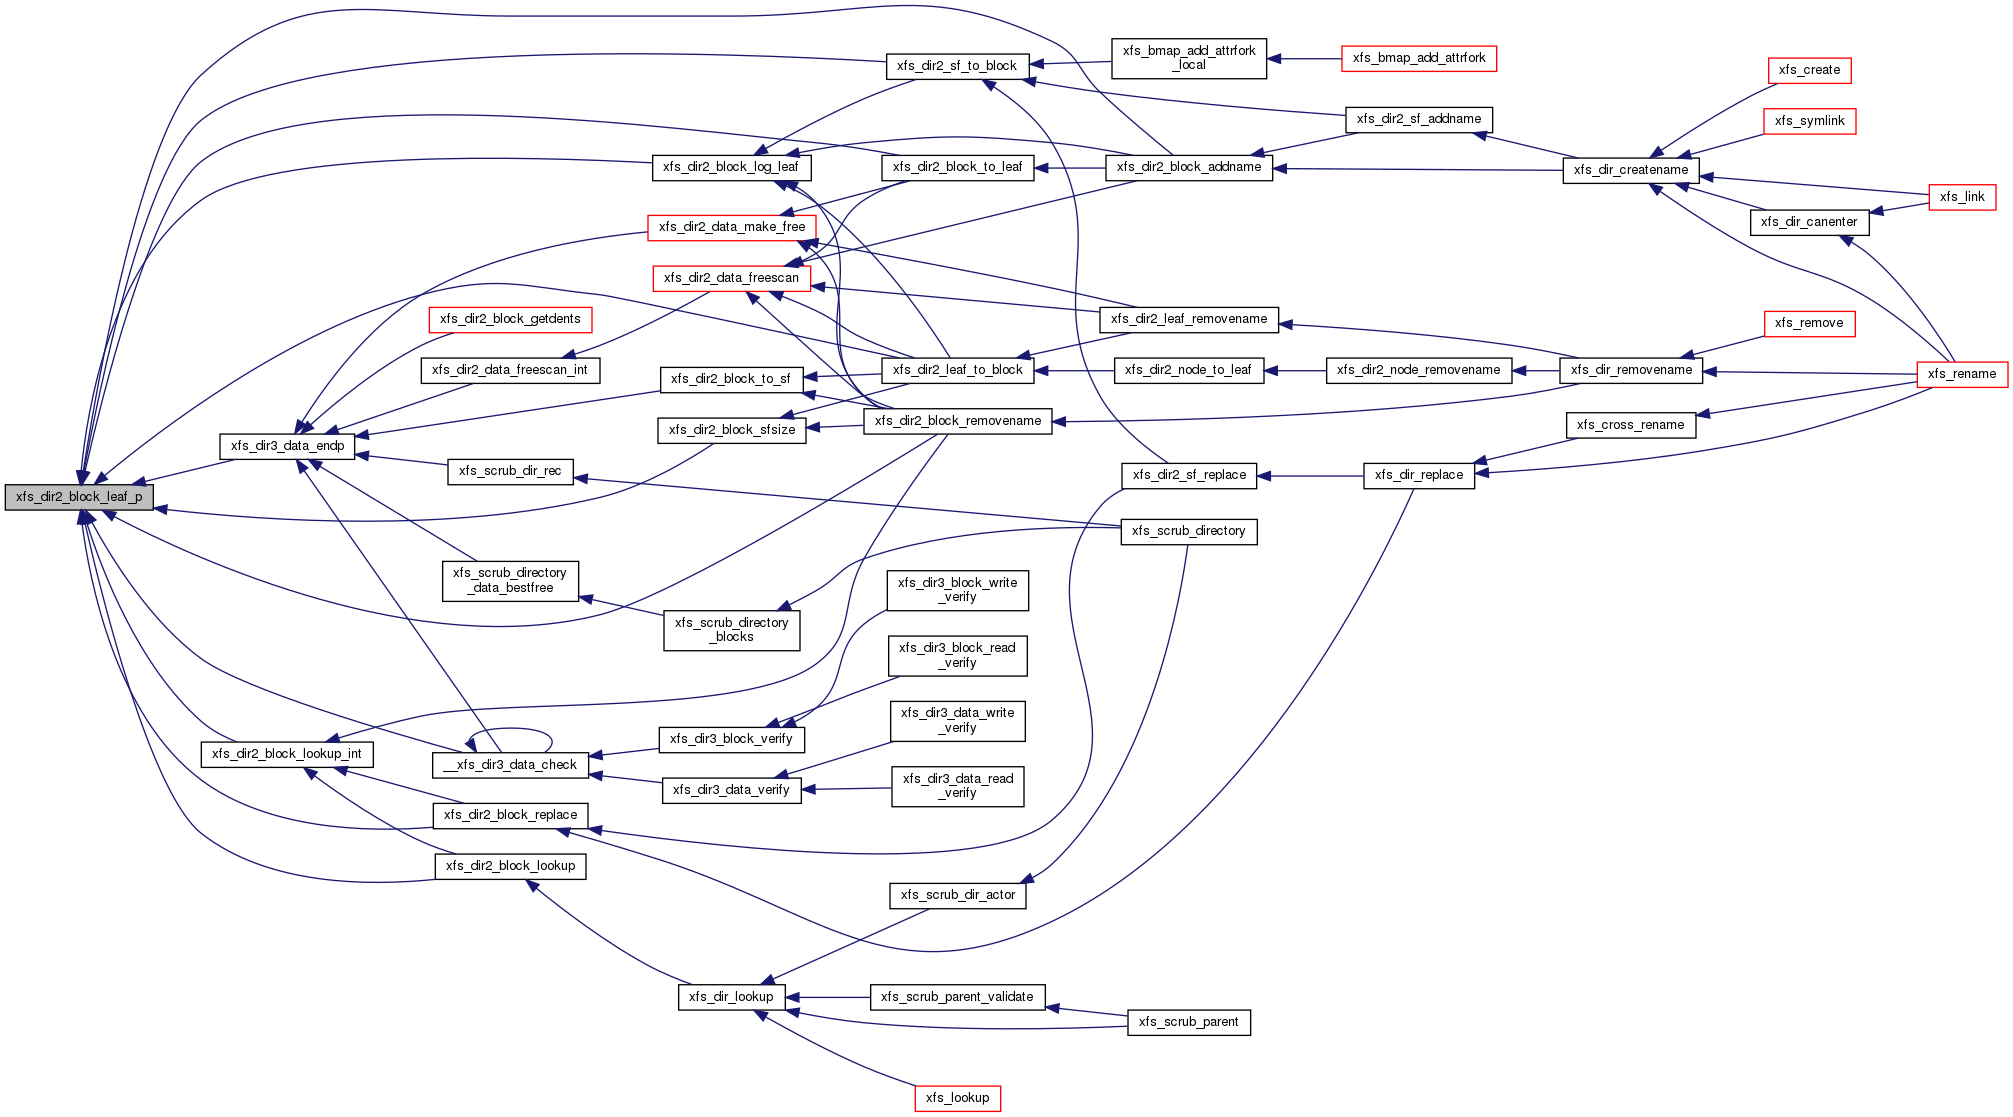 xfs_dir2_block_leaf_p
xfs_dir3_data_endp
xfs_dir2_block_lookup_int
xfs_dir2_block_getdents
xfs_dir2_data_freescan_int
xfs_scrub_dir_rec
xfs_scrub_directory
_data_bestfree
__xfs_dir3_data_check
xfs_dir2_block_replace
xfs_dir2_block_lookup
xfs_dir2_block_log_leaf
xfs_dir2_data_make_free
xfs_dir2_data_freescan
xfs_dir2_block_to_sf
xfs_dir2_block_sfsize
xfs_scrub_directory
_blocks
xfs_dir3_block_verify
xfs_dir3_data_verify
xfs_dir_lookup
xfs_dir2_sf_to_block
xfs_dir2_block_to_leaf
xfs_dir2_leaf_to_block
xfs_dir2_block_removename
xfs_dir3_block_write
_verify
xfs_dir3_block_read
_verify
xfs_dir3_data_write
_verify
xfs_dir3_data_read
_verify
xfs_scrub_dir_actor
xfs_scrub_parent_validate
xfs_lookup
xfs_bmap_add_attrfork
_local
xfs_dir2_block_addname
xfs_dir2_leaf_removename
xfs_dir2_node_to_leaf
xfs_dir2_sf_replace
xfs_scrub_directory
xfs_scrub_parent
xfs_bmap_add_attrfork
xfs_dir2_sf_addname
xfs_dir2_node_removename
xfs_dir_replace
xfs_dir_createname
xfs_dir_removename
xfs_cross_rename
xfs_create
xfs_symlink
xfs_dir_canenter
xfs_remove
xfs_link
xfs_rename